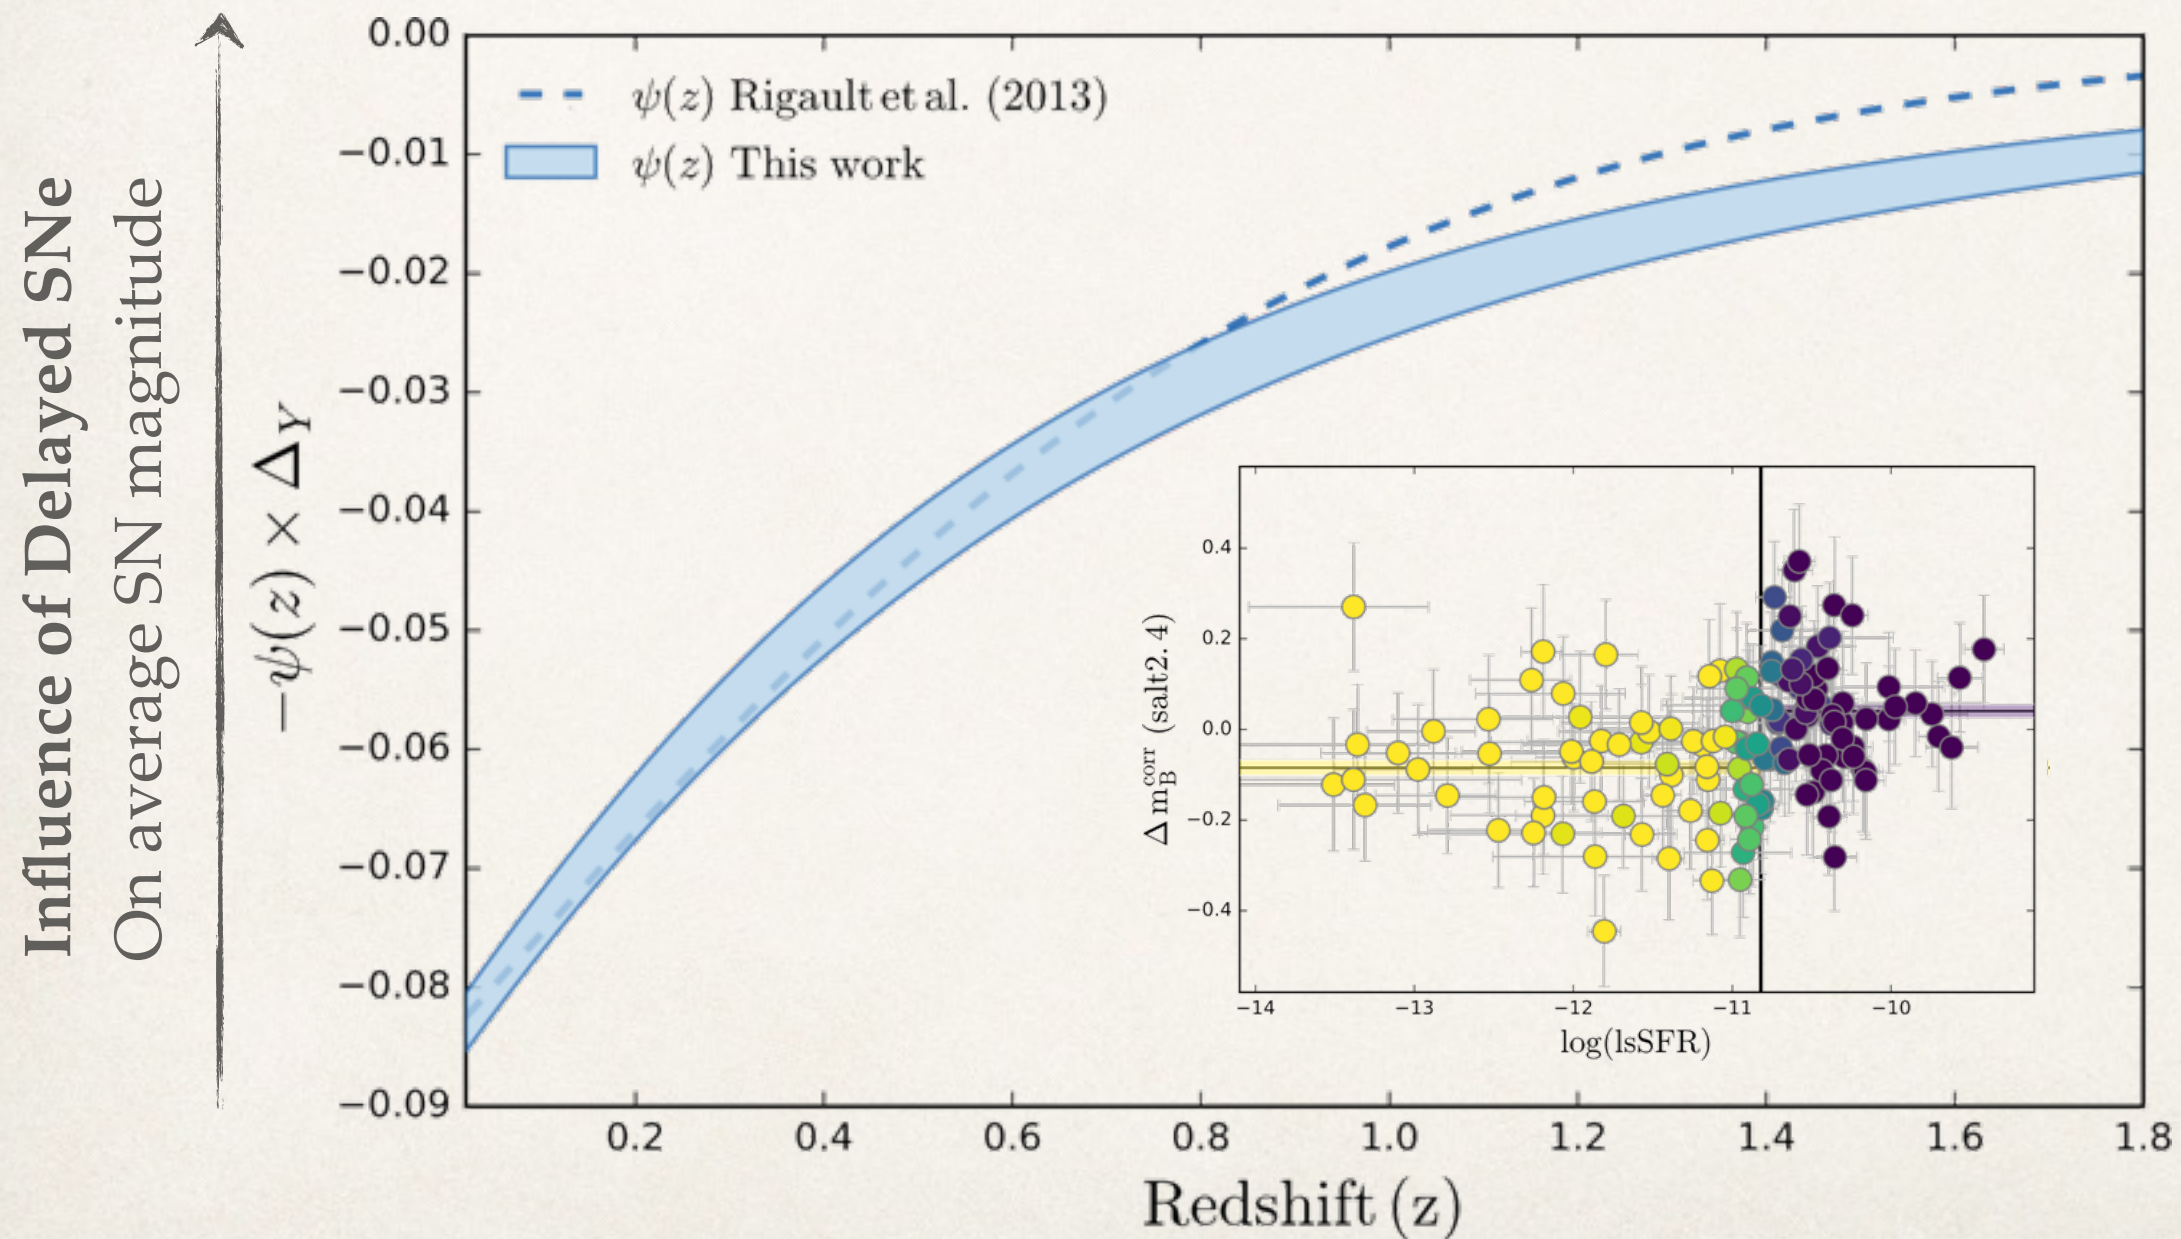 Influence of Delayed SNe
On average SN magnitude
−ψ(z) × Δ_Y
0.00
−0.01
−0.02
−0.03
−0.04
−0.05
−0.06
−0.07
−0.08
−0.09
ψ(z) Rigault et al. (2013)
ψ(z) This work
Δ m_B^corr (salt2. 4)
0.4
0.2
0.0
−0.2
−0.4
−14 −13 −12 −11 −10
log(lsSFR)
0.2 0.4 0.6 0.8 1.0 1.2 1.4 1.6 1.8
Redshift (z)